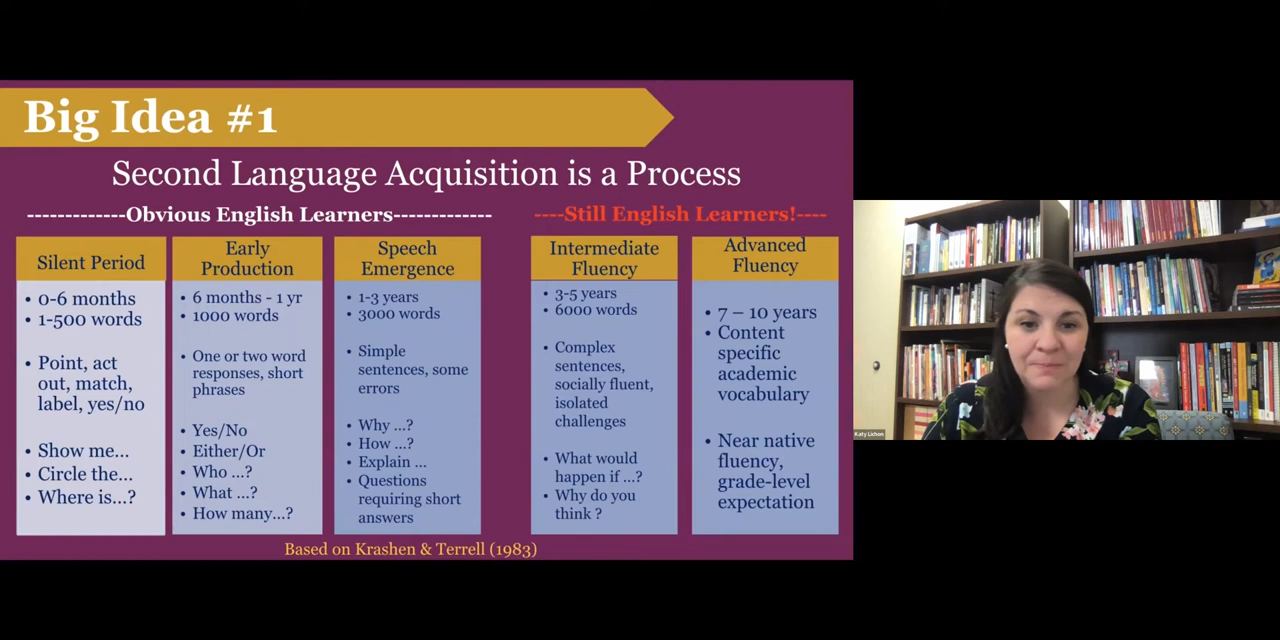 Big Idea #1
Second Language Acquisition is a Process
-------------Obvious English Learners-------------
----Still English Learners!----
Silent Period
• 0-6 months
• 1-500 words
• Point, act
out, match,
label, yes/no
• Show me...
• Circle the...
• Where is...?
Early
Production
• 6 months - 1 yr
• 1000 words
• One or two word
responses, short
phrases
• Yes/No
• Either/Or
• Who ...?
• What ...?
• How many...?
Speech
Emergence
• 1-3 years
• 3000 words
• Simple
sentences, some
errors
• Why ...?
• How ...?
• Explain ...
• Questions
requiring short
answers
Intermediate
Fluency
• 3-5 years
• 6000 words
• Complex
sentences,
socially fluent,
isolated
challenges
• What would
happen if ...?
• Why do you
think ?
Advanced
Fluency
• 7 – 10 years
• Content
specific
academic
vocabulary
• Near native
fluency,
grade-level
expectation
Based on Krashen & Terrell (1983)
Katy Lichon